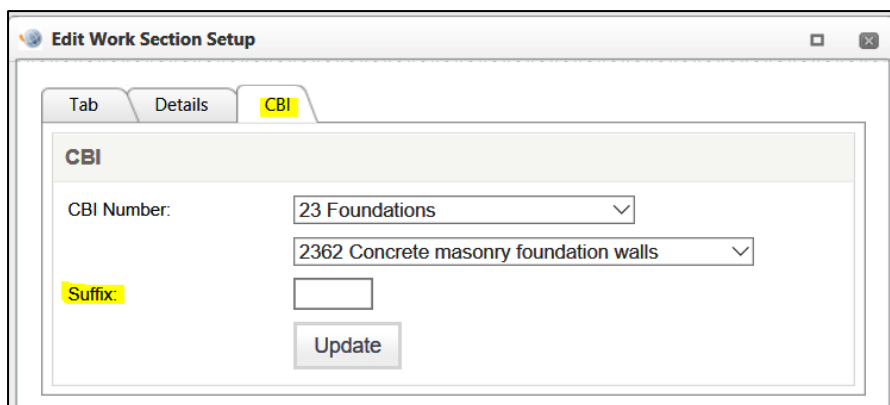 Edit Work Section Setup
Tab Details CBI
CBI
CBI Number: 23 Foundations
2362 Concrete masonry foundation walls
Suffix:
Update